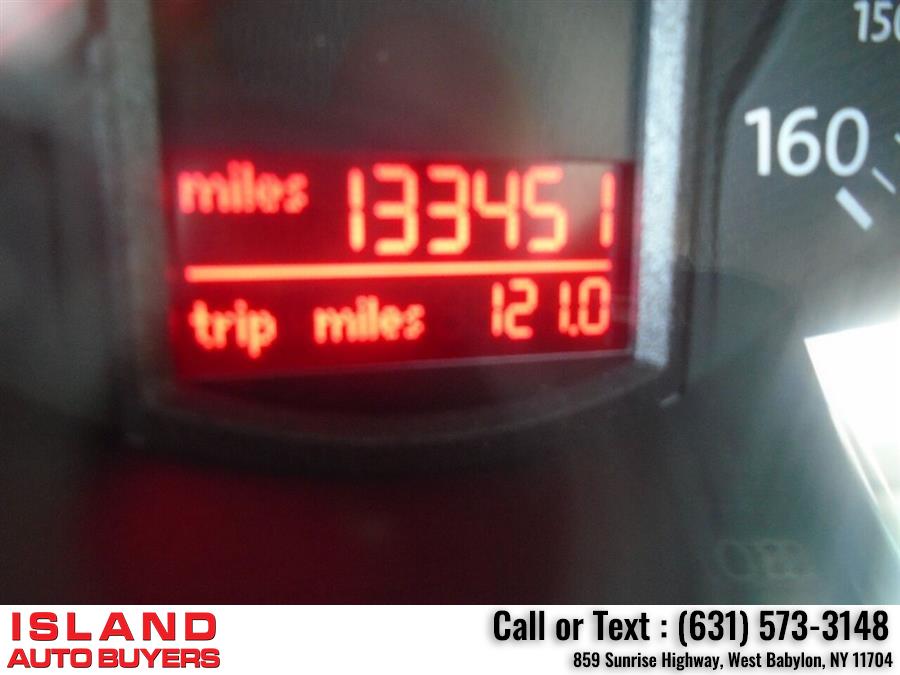 150
160
miles 133451
trip miles 121.0
ISLAND
AUTO BUYERS
Call or Text : (631) 573-3148
859 Sunrise Highway, West Babylon, NY 11704